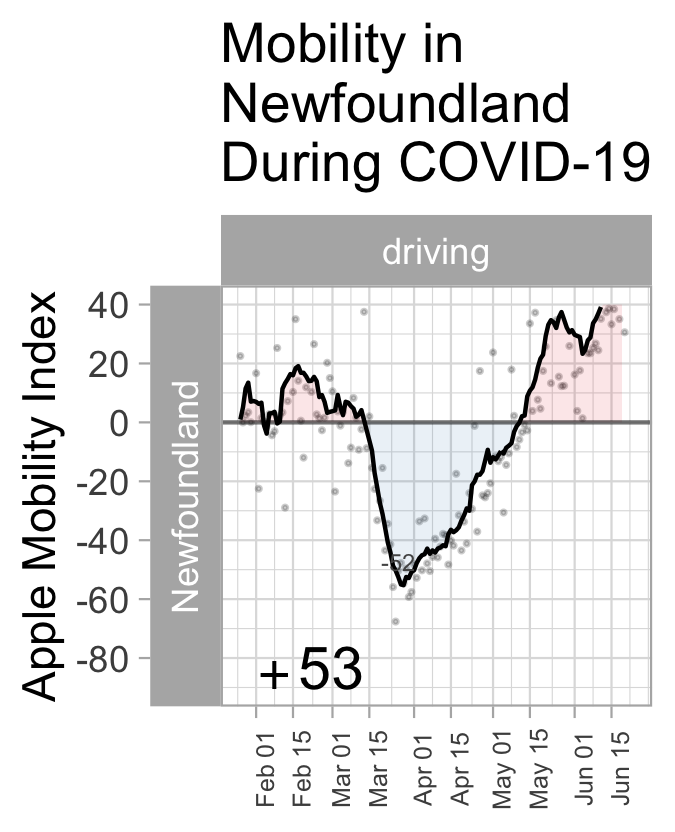 Mobility in
Newfoundland
During COVID-19
driving
Apple Mobility Index
Newfoundland
40
20
0
-20
-40
-60
-80
-52
+53
Feb 01
Feb 15
Mar 01
Mar 15
Apr 01
Apr 15
May 01
May 15
Jun 01
Jun 15